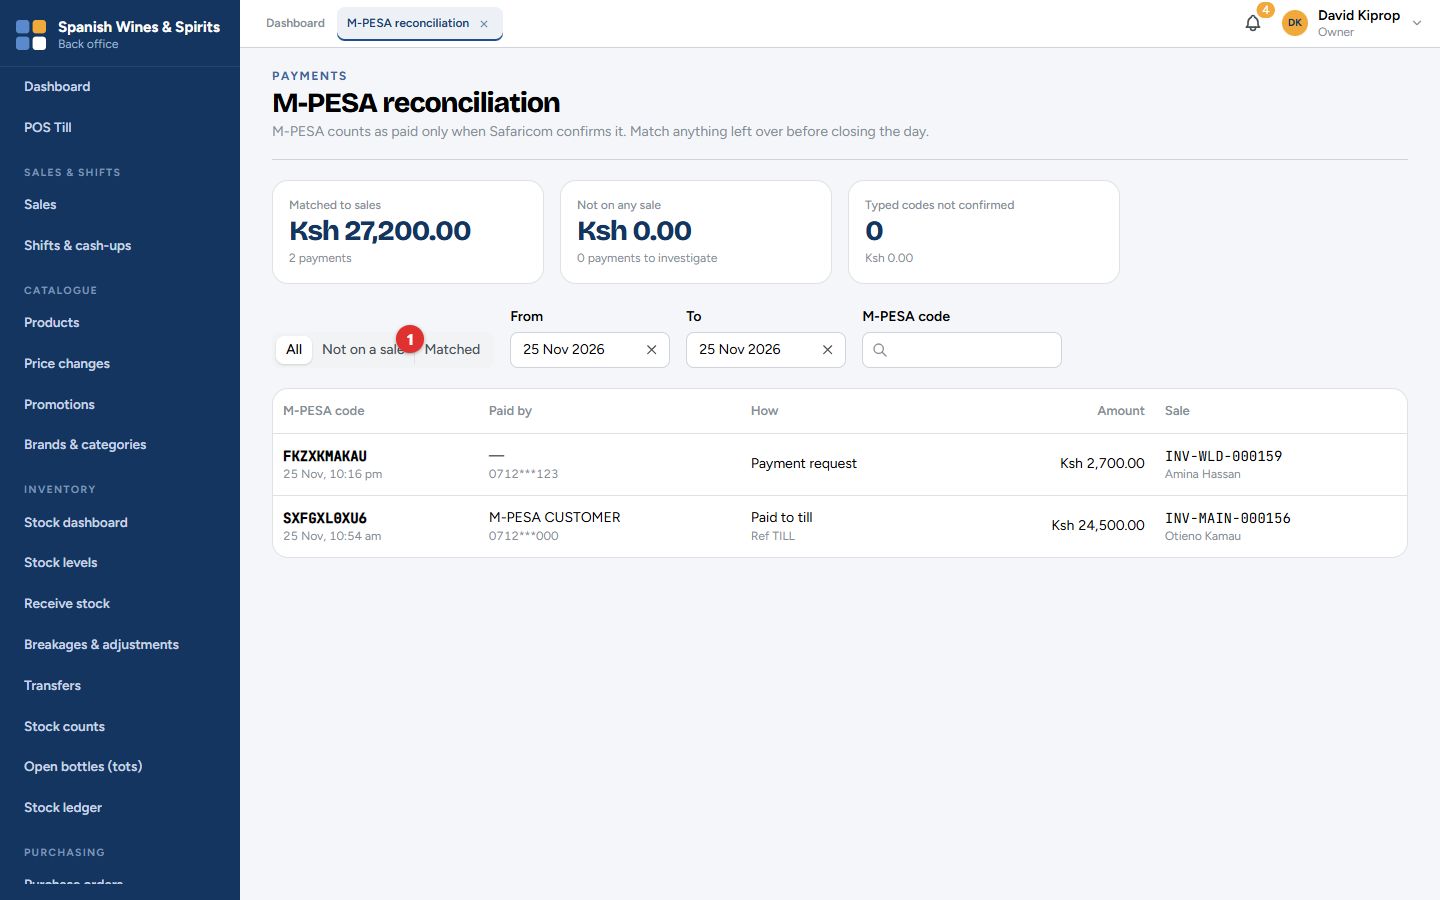 Spanish Wines & Spirits
Back office
Dashboard
POS Till
SALES & SHIFTS
Sales
Shifts & cash-ups
CATALOGUE
Products
Price changes
Promotions
Brands & categories
INVENTORY
Stock dashboard
Stock levels
Receive stock
Breakages & adjustments
Transfers
Stock counts
Open bottles (tots)
Stock ledger
PURCHASING
Purchase orders
Dashboard
M-PESA reconciliation
4
DK
David Kiprop
Owner
PAYMENTS
M-PESA reconciliation
M-PESA counts as paid only when Safaricom confirms it. Match anything left over before closing the day.
Matched to sales
Ksh 27,200.00
2 payments
Not on any sale
Ksh 0.00
0 payments to investigate
Typed codes not confirmed
0
Ksh 0.00
All
Not on a sale
1
Matched
From
25 Nov 2026
To
25 Nov 2026
M-PESA code
M-PESA code Paid by How Amount Sale
FKZXKMAKAU — Payment request Ksh 2,700.00 INV-WLD-000159
25 Nov, 10:16 pm 0712***123 Amina Hassan
SXFGXL0XU6 M-PESA CUSTOMER Paid to till Ksh 24,500.00 INV-MAIN-000156
25 Nov, 10:54 am 0712***000 Ref TILL Otieno Kamau